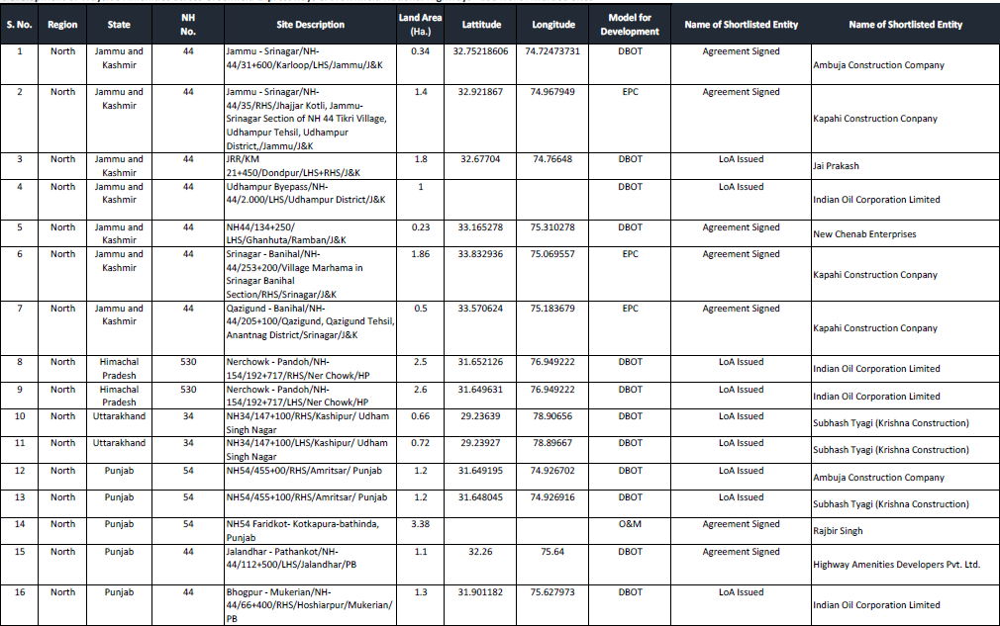 S. No. Region State NH No. Site Description Land Area (Ha.) Lattitude Longitude Model for Development Name of Shortlisted Entity Name of Shortlisted Entity
1 North Jammu and Kashmir 44 Jammu - Srinagar/NH-44/31+600/Karloop/LHS/Jammu/J&K 0.34 32.75218606 74.72473731 DBOT Agreement Signed Ambuja Construction Company
2 North Jammu and Kashmir 44 Jammu - Srinagar/NH-44/35/RHS/Jhajjar Kotli, Jammu-Srinagar Section of NH 44 Tikri Village, Udhampur Tehsil, Udhampur District,/Jammu/J&K 1.4 32.921867 74.967949 EPC Agreement Signed Kapahi Construction Conpany
3 North Jammu and Kashmir 44 JRR/KM 21+450/Dondpur/LHS+RHS/J&K 1.8 32.67704 74.76648 DBOT LoA Issued Jai Prakash
4 North Jammu and Kashmir 44 Udhampur Byepass/NH-44/2.000/LHS/Udhampur District/J&K 1 DBOT LoA Issued Indian Oil Corporation Limited
5 North Jammu and Kashmir 44 NH44/134+250/ LHS/Ghanhuta/Ramban/J&K 0.23 33.165278 75.310278 DBOT Agreement Signed New Chenab Enterprises
6 North Jammu and Kashmir 44 Srinagar - Banihal/NH-44/253+200/Village Marhama in Srinagar Banihal Section/RHS/Srinagar/J&K 1.86 33.832936 75.069557 EPC Agreement Signed Kapahi Construction Conpany
7 North Jammu and Kashmir 44 Qazigund - Banihal/NH-44/205+100/Qazigund, Qazigund Tehsil, Anantnag District/Srinagar/J&K 0.5 33.570624 75.183679 EPC Agreement Signed Kapahi Construction Conpany
8 North Himachal Pradesh 530 Nerchowk - Pandoh/NH-154/192+717/RHS/Ner Chowk/HP 2.5 31.652126 76.949222 DBOT LoA Issued Indian Oil Corporation Limited
9 North Himachal Pradesh 530 Nerchowk - Pandoh/NH-154/192+717/LHS/Ner Chowk/HP 2.6 31.649631 76.949222 DBOT LoA Issued Indian Oil Corporation Limited
10 North Uttarakhand 34 NH34/147+100/RHS/Kashipur/ Udham Singh Nagar 0.66 29.23639 78.90656 DBOT LoA Issued Subhash Tyagi (Krishna Construction)
11 North Uttarakhand 34 NH34/147+100/LHS/Kashipur/ Udham Singh Nagar 0.72 29.23927 78.89667 DBOT LoA Issued Subhash Tyagi (Krishna Construction)
12 North Punjab 54 NH54/455+00/RHS/Amritsar/ Punjab 1.2 31.649195 74.926702 DBOT LoA Issued Ambuja Construction Company
13 North Punjab 54 NH54/455+100/RHS/Amritsar/ Punjab 1.2 31.648045 74.926916 DBOT LoA Issued Subhash Tyagi (Krishna Construction)
14 North Punjab 54 NH54 Faridkot- Kotkapura-bathinda, Punjab 3.38 O&M Agreement Signed Rajbir Singh
15 North Punjab 44 Jalandhar - Pathankot/NH-44/112+500/LHS/Jalandhar/PB 1.1 32.26 75.64 DBOT Agreement Signed Highway Amenities Developers Pvt. Ltd.
16 North Punjab 44 Bhogpur - Mukerian/NH-44/66+400/RHS/Hoshiarpur/Mukerian/PB 1.3 31.901182 75.627973 DBOT LoA Issued Indian Oil Corporation Limited